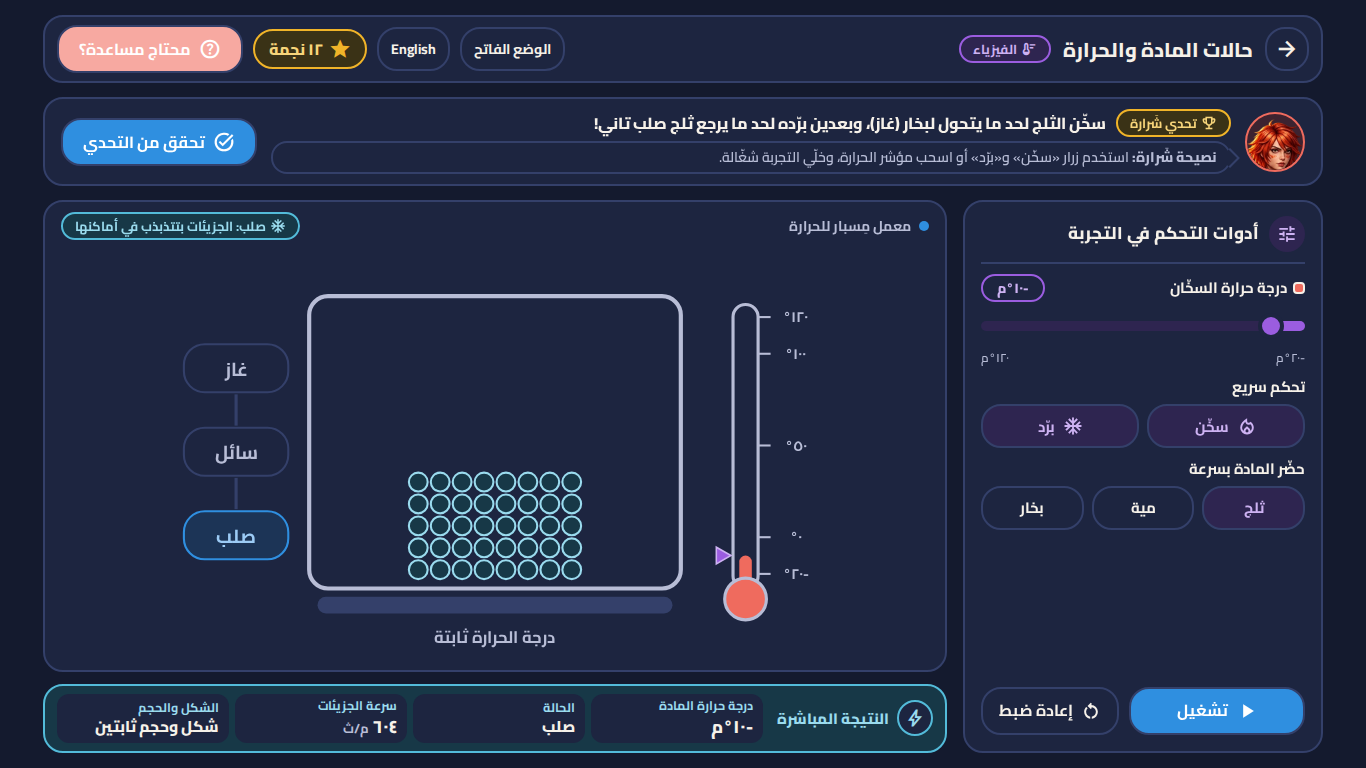 حالات المادة والحرارة
الفيزياء
الوضع الفاتح
English
١٢ نجمة
محتاج مساعدة؟
تحدي شرارة
سخّن الثلج لحد ما يتحول لبخار (غاز)، وبعدين برّده لحد ما يرجع ثلج صلب تاني!
نصيحة شَرارة: استخدم زرار «سخّن» و«برّد» أو اسحب مؤشر الحرارة، وخلّي التجربة شغّالة.
تحقق من التحدي
أدوات التحكم في التجربة
درجة حرارة السخّان
-١٠°م
-٢٠°م
١٢٠°م
تحكم سريع
سخّن
برّد
حضّر المادة بسرعة
ثلج
مية
بخار
تشغيل
إعادة ضبط
معمل مِسبار للحرارة
صلب: الجزيئات بتتذبذب في أماكنها
١٢٠°
١٠٠°
٥٠°
٠°
-٢٠°
غاز
سائل
صلب
درجة الحرارة ثابتة
النتيجة المباشرة
درجة حرارة المادة
-١٠°م
الحالة
صلب
سرعة الجزيئات
٦٠٤ م/ث
الشكل والحجم
شكل وحجم ثابتين